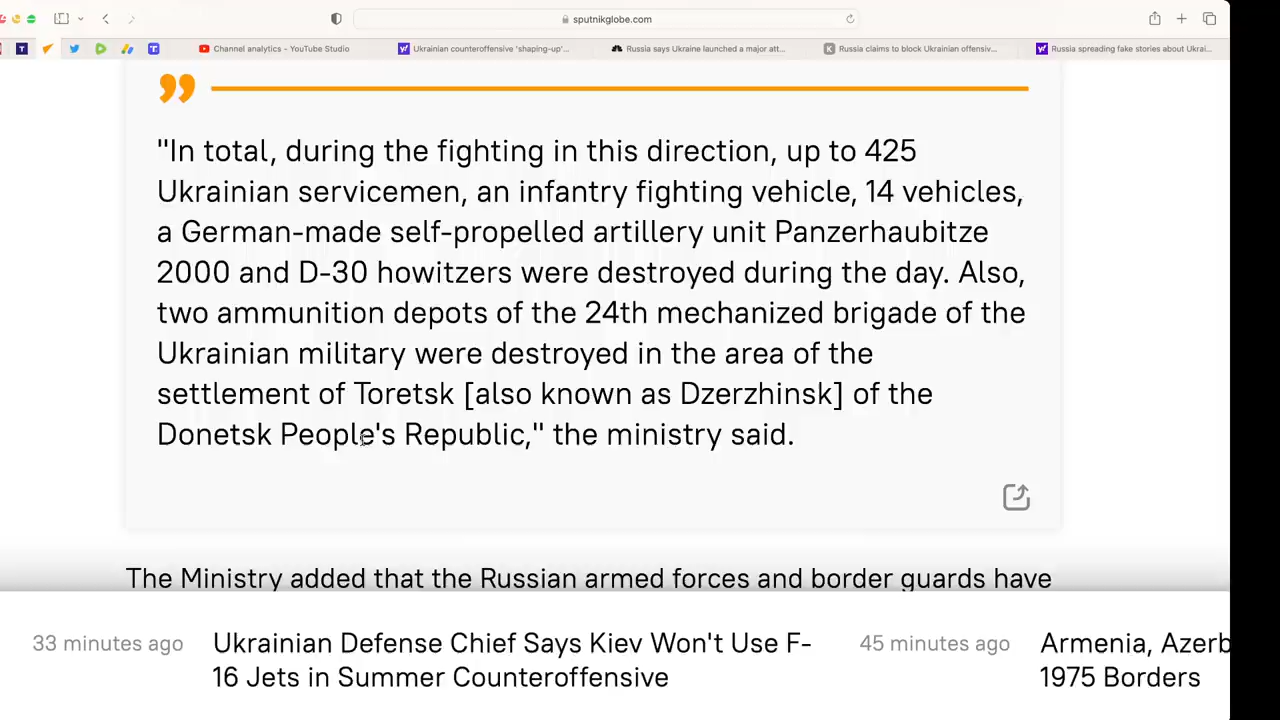 sputnikglobe.com
Channel analytics - YouTube Studio
Ukrainian counteroffensive 'shaping-up'...
Russia says Ukraine launched a major att...
Russia claims to block Ukrainian offensiv...
Russia spreading fake stories about Ukrai...
"In total, during the fighting in this direction, up to 425
Ukrainian servicemen, an infantry fighting vehicle, 14 vehicles,
a German-made self-propelled artillery unit Panzerhaubitze
2000 and D-30 howitzers were destroyed during the day. Also,
two ammunition depots of the 24th mechanized brigade of the
Ukrainian military were destroyed in the area of the
settlement of Toretsk [also known as Dzerzhinsk] of the
Donetsk People's Republic," the ministry said.
The Ministry added that the Russian armed forces and border guards have
33 minutes ago
Ukrainian Defense Chief Says Kiev Won't Use F-
16 Jets in Summer Counteroffensive
45 minutes ago
Armenia, Azerb
1975 Borders